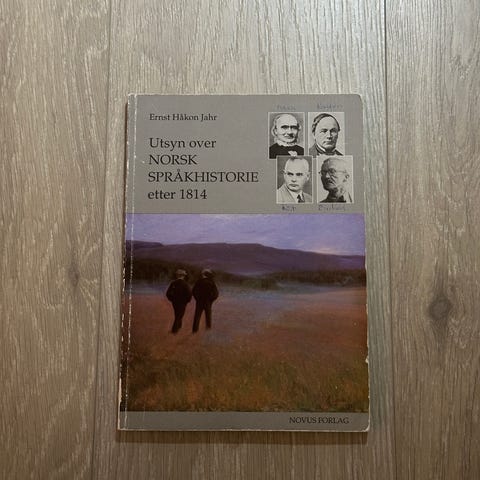 Ernst Håkon Jahr
Utsyn over
NORSK
SPRÅKHISTORIE
etter 1814
NOVUS FORLAG